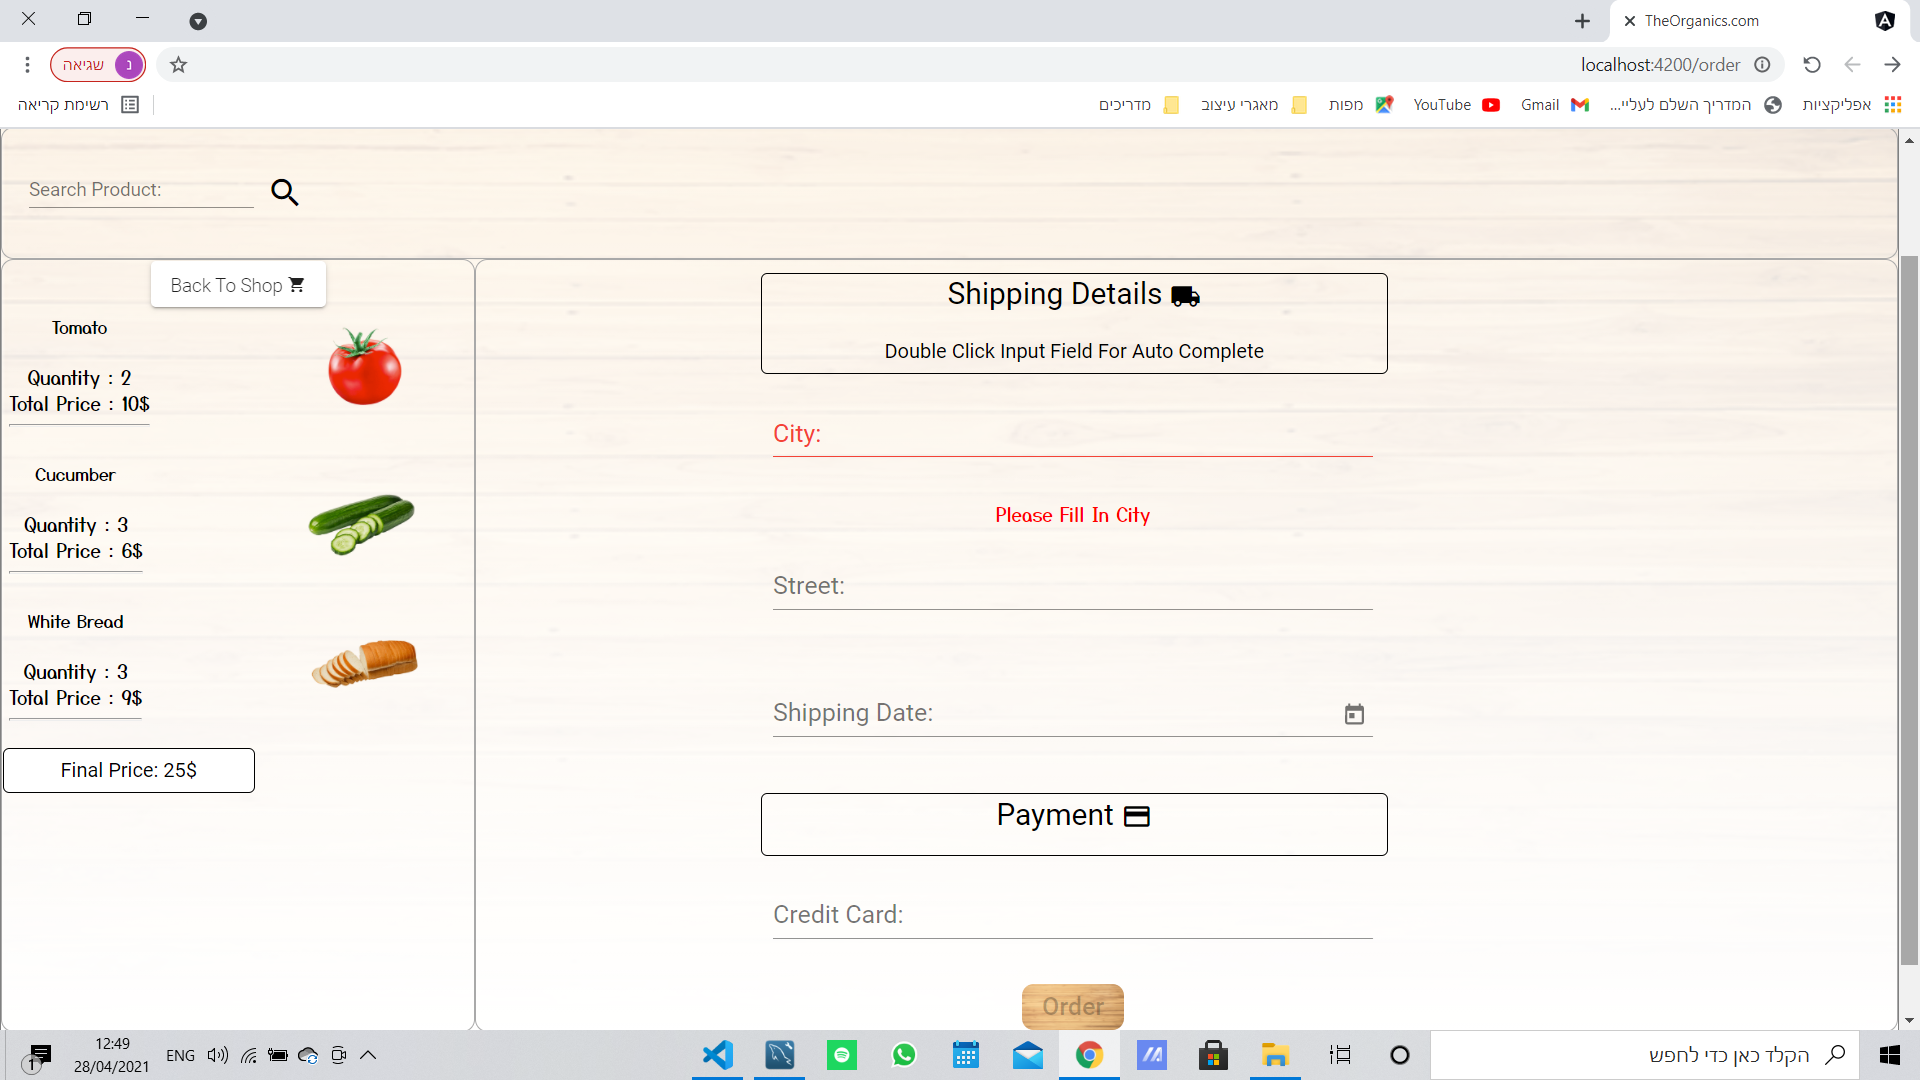 TheOrganics.com
שגיאה
נ
localhost:4200/order
אפליקציות
המדריך השלם לעליי...
Gmail
YouTube
מפות
מאגרי עיצוב
מדריכים
רשימת קריאה
Search Product:
Back To Shop
Tomato
Quantity : 2
Total Price : 10$
Cucumber
Quantity : 3
Total Price : 6$
White Bread
Quantity : 3
Total Price : 9$
Final Price: 25$
Shipping Details
Double Click Input Field For Auto Complete
City:
Please Fill In City
Street:
Shipping Date:
Payment
Credit Card:
Order
1
12:49
28/04/2021
ENG
הקלד כאן כדי לחפש